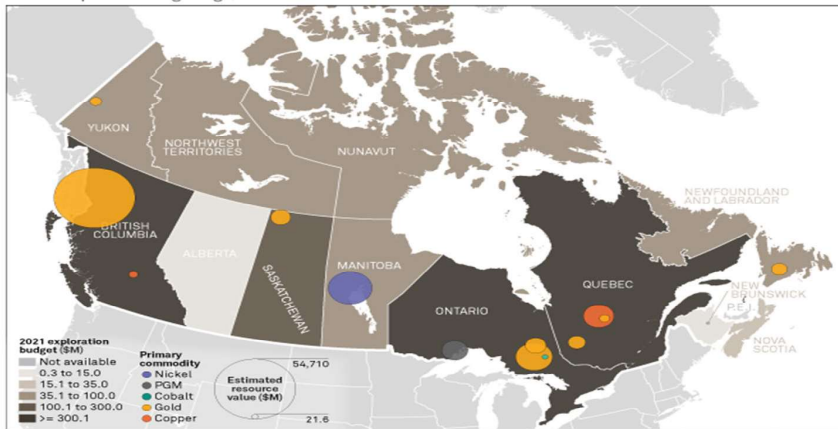 YUKON
NORTHWEST
TERRITORIES
NUNAVUT
BRITISH
COLUMBIA
ALBERTA
SASKATCHEWAN
MANITOBA
ONTARIO
QUEBEC
NEWFOUNDLAND
AND LABRADOR
NEW
BRUNSWICK
P.E.I.
NOVA
SCOTIA
2021 exploration
budget ($M)
Not available
0.3 to 15.0
15.1 to 35.0
35.1 to 100.0
100.1 to 300.0
>= 300.1
Primary
commodity
Nickel
PGM
Cobalt
Gold
Copper
54,710
Estimated
resource
value ($M)
21.6